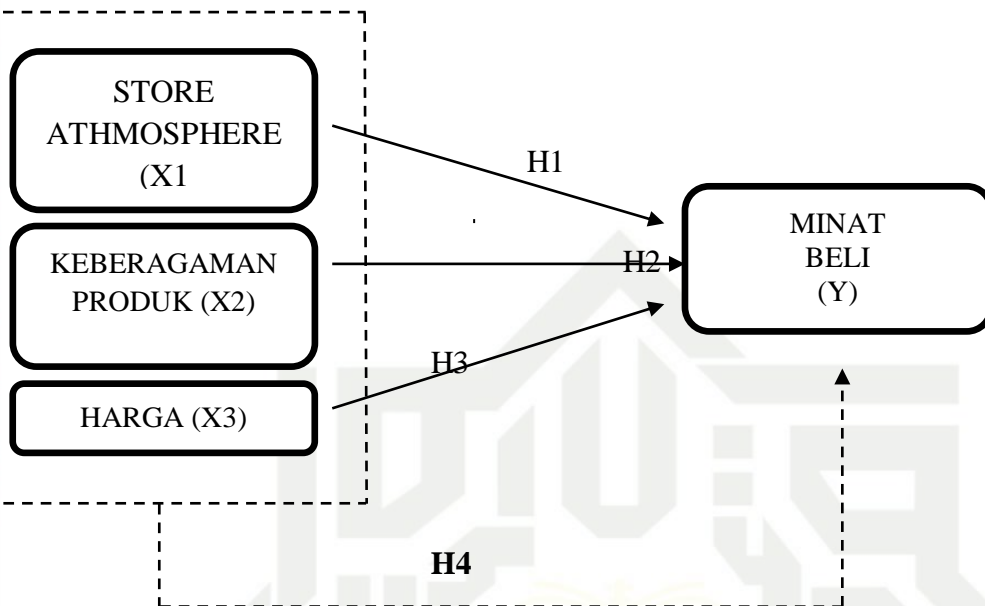 STORE
ATHMOSPHERE
(X1
H1
MINAT
BELI
(Y)
KEBERAGAMAN
PRODUK (X2)
H2
H3
HARGA (X3)
H4